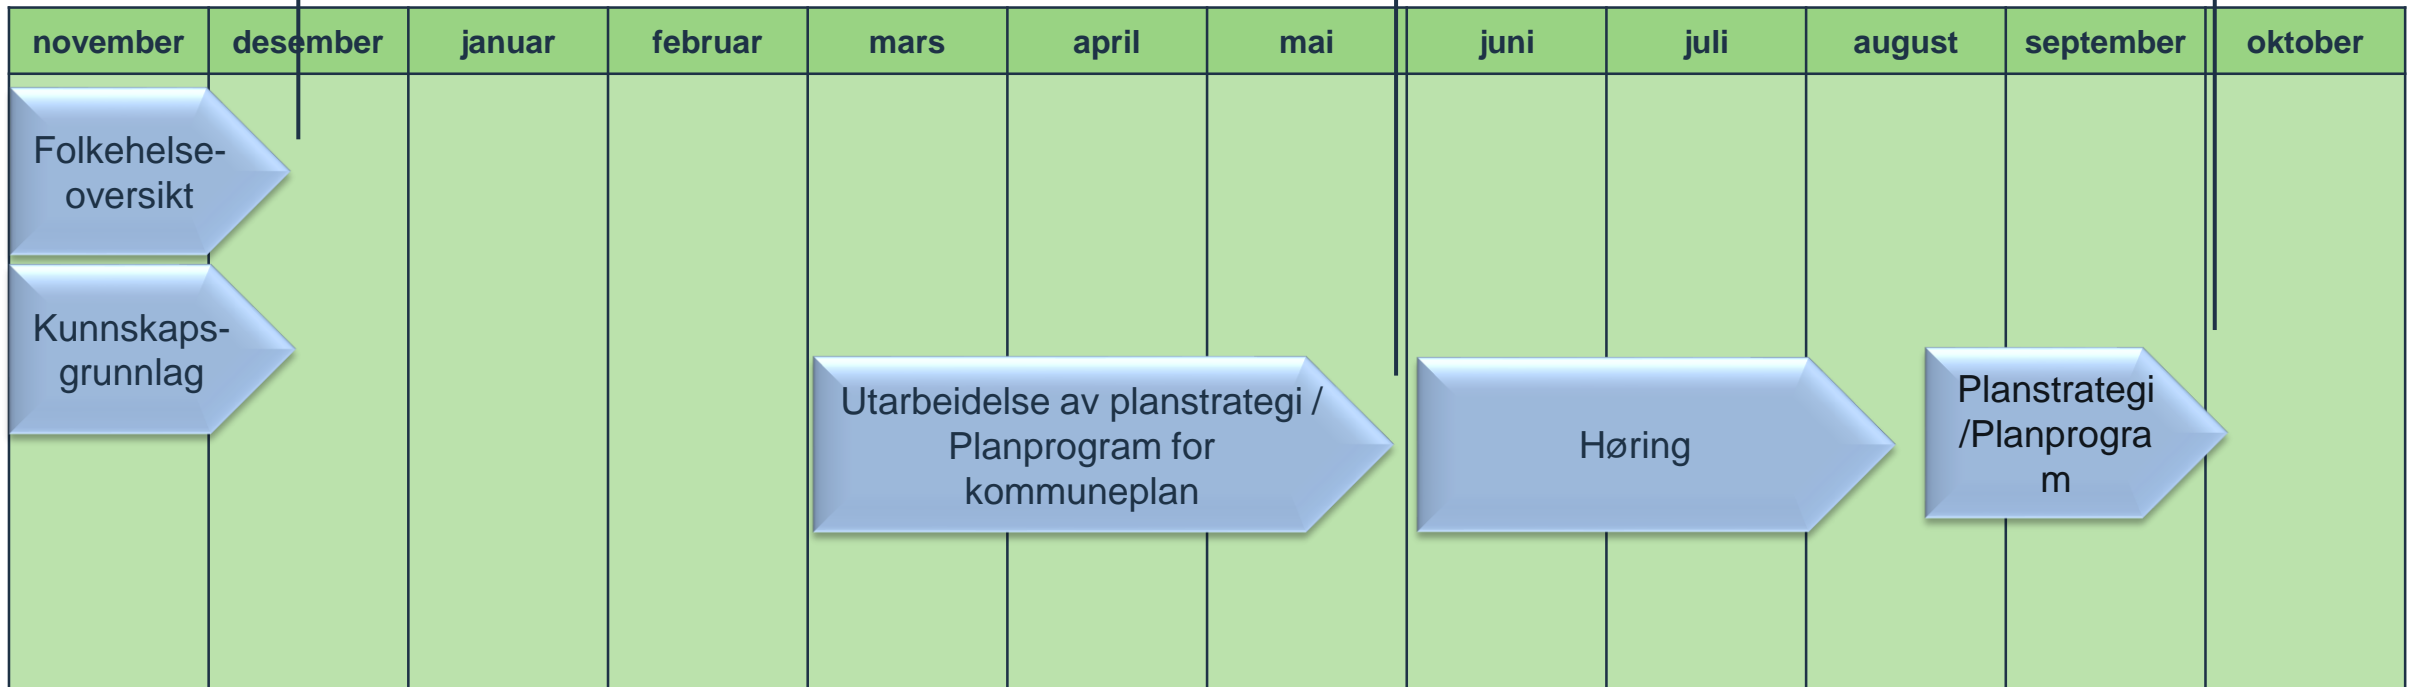 november desember januar februar mars april mai juni juli august september oktober
Folkehelse-
oversikt
Kunnskaps-
grunnlag
Utarbeidelse av planstrategi /
Planprogram for
kommuneplan
Høring
Planstrategi
/Planprogra
m